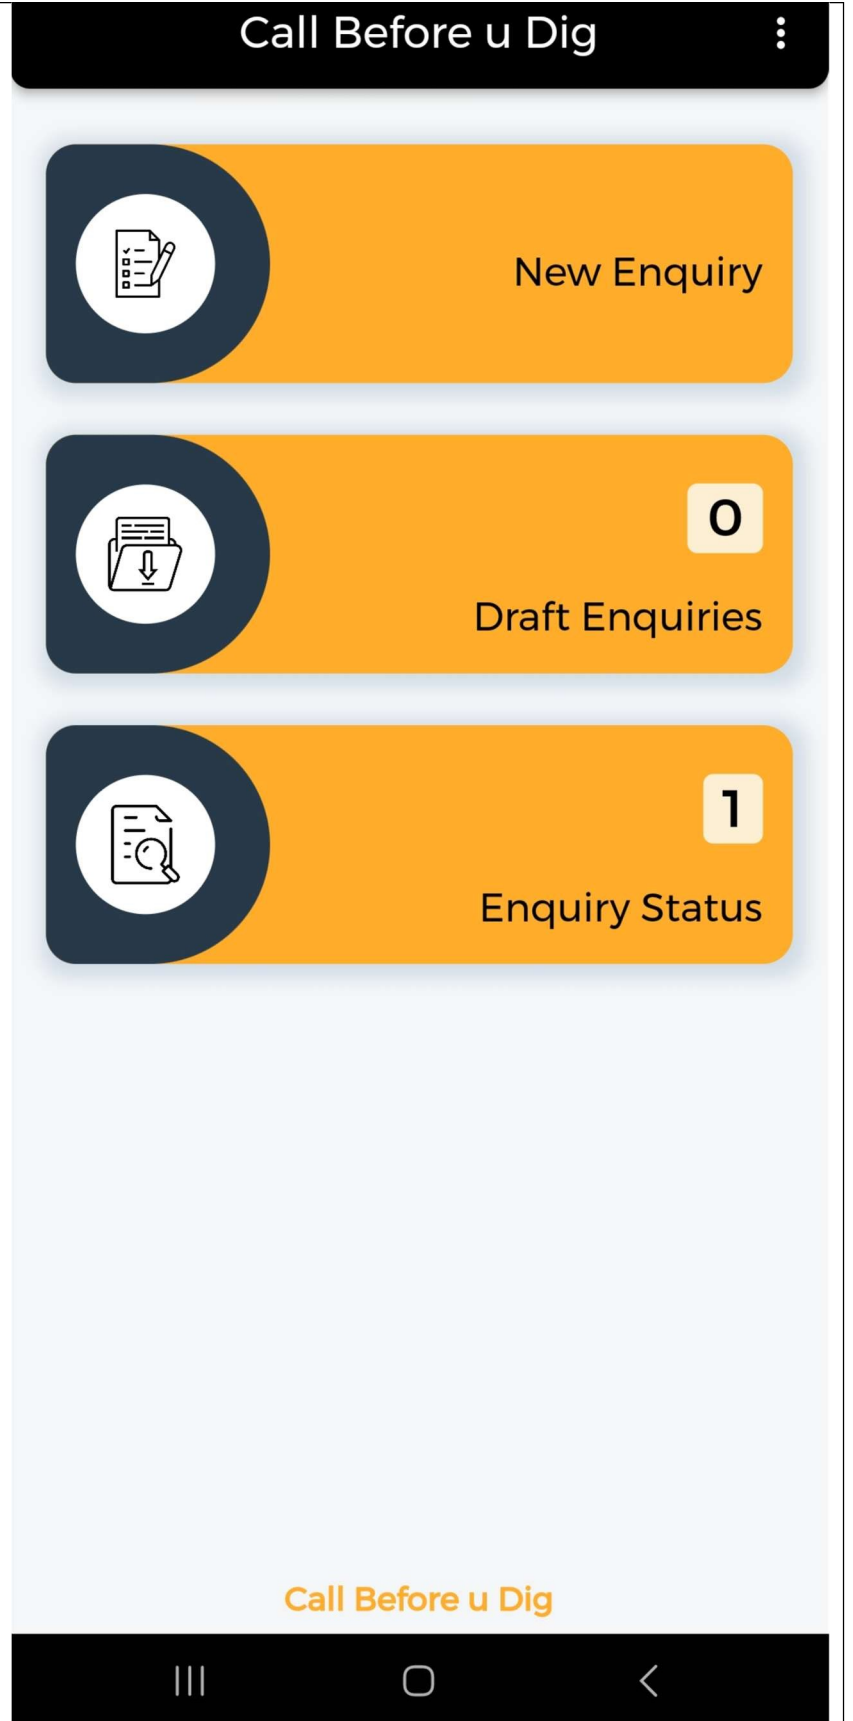 Call Before u Dig
New Enquiry
0
Draft Enquiries
1
Enquiry Status
Call Before u Dig